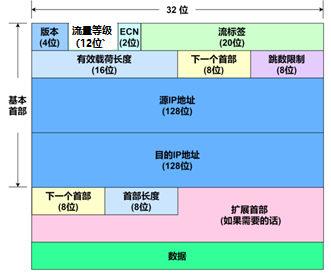 32 位
版本
(4位)
流量等级
(12位`
ECN
(2位)
流标签
(20位)
有效载荷长度
(16位)
下一个首部
(8位)
跳数限制
(8位)
基本
首部
源IP地址
(128位)
目的IP地址
(128位)
下一个首部
(8位)
首部长度
(8位)
扩展首部
(如果需要的话)
数据